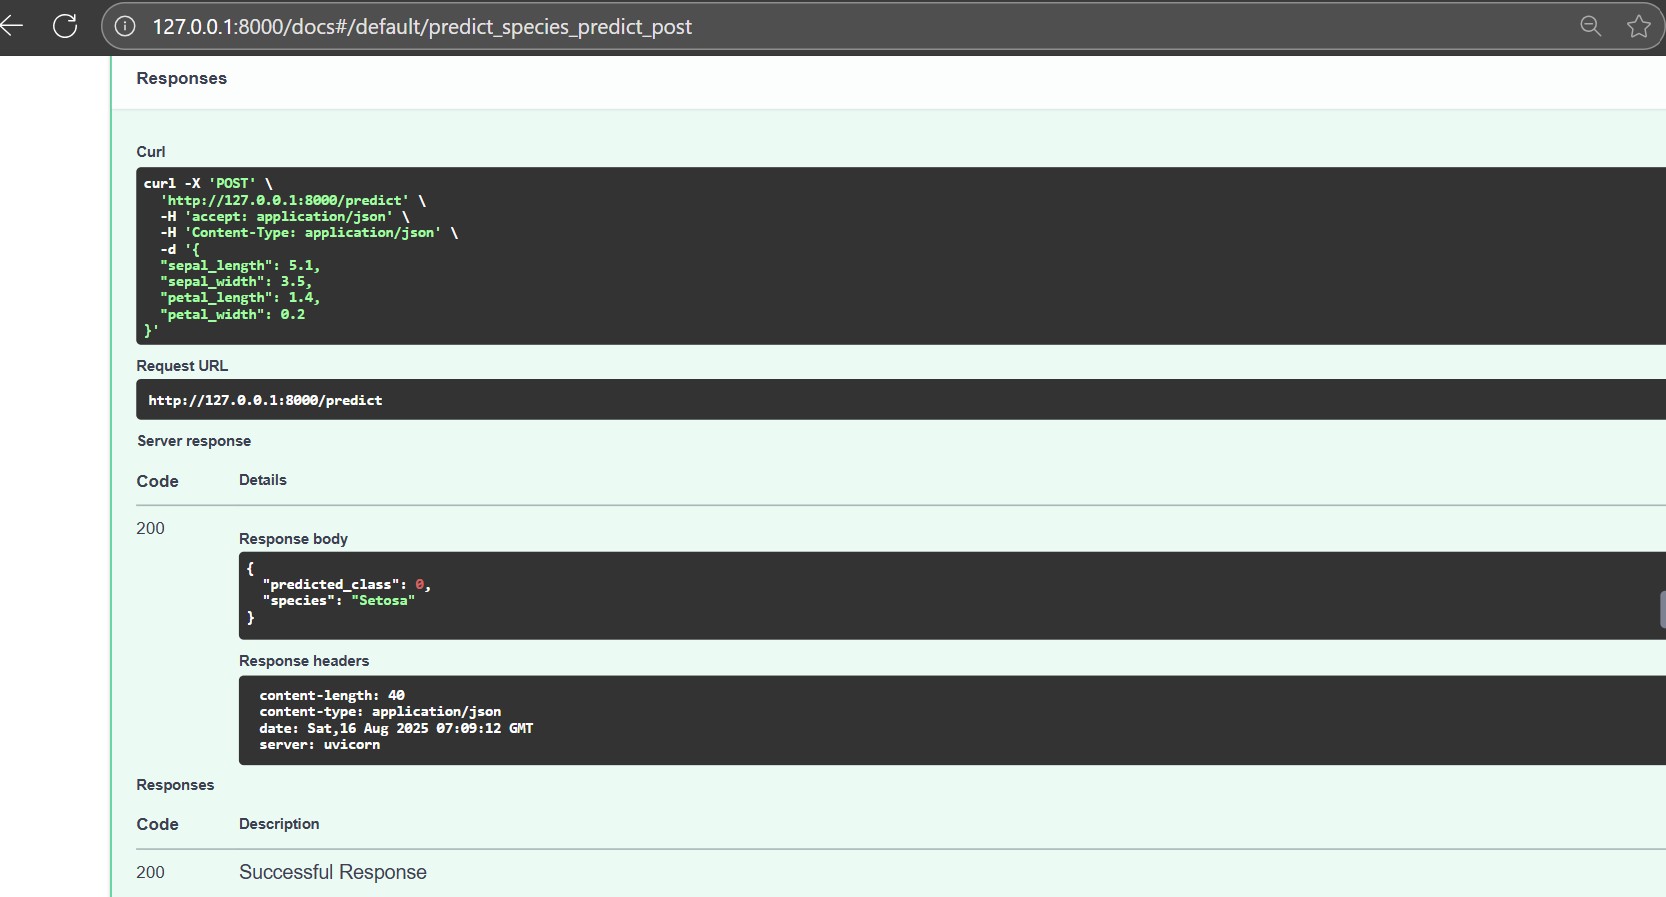 127.0.0.1:8000/docs#/default/predict_species_predict_post
Responses
Curl
curl -X 'POST' \
  'http://127.0.0.1:8000/predict' \
  -H 'accept: application/json' \
  -H 'Content-Type: application/json' \
  -d '{
  "sepal_length": 5.1,
  "sepal_width": 3.5,
  "petal_length": 1.4,
  "petal_width": 0.2
}'
Request URL
http://127.0.0.1:8000/predict
Server response
Code Details
200
Response body
{
  "predicted_class": 0,
  "species": "Setosa"
}
Response headers
content-length: 40
content-type: application/json
date: Sat,16 Aug 2025 07:09:12 GMT
server: uvicorn
Responses
Code Description
200 Successful Response